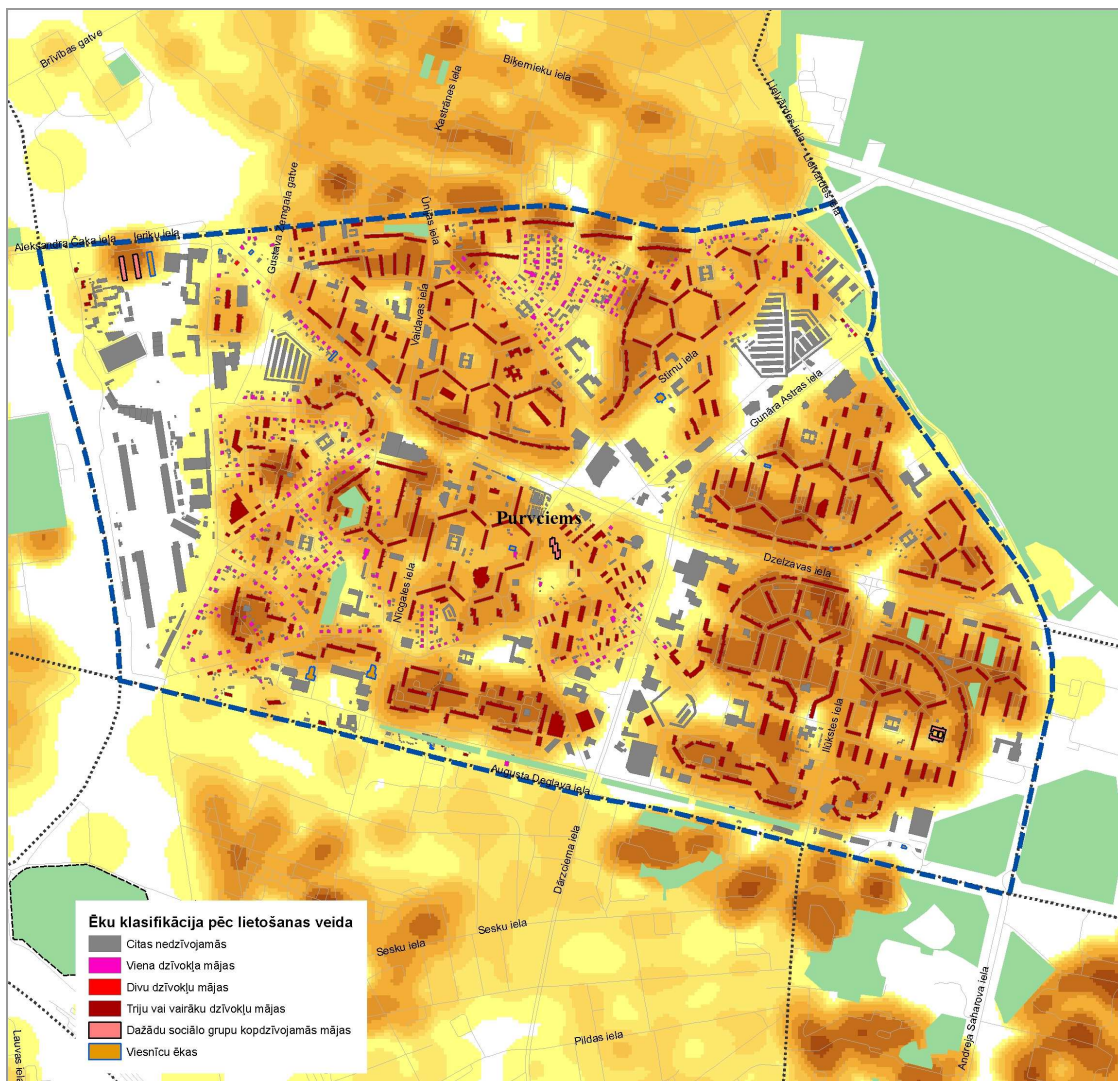 Brīvības gatve
Biķernieku iela
Kastrānes iela
Lielvārdes iela
Lielvārdes iela
Gustava Zemgala gatve
Ūnijas iela
Aleksandra Čaka iela
Ieriķu iela
Vaidavas iela
Stirnu iela
Gunāra Astras iela
Purvciems
Dzelzavas iela
Nīcgales iela
Ilūkstes iela
Augusta Deglava iela
Dārzciema iela
Sesku iela
Sesku iela
Pildas iela
Andreja Saharova iela
Lauvas iela
Ēku klasifikācija pēc lietošanas veida
Citas nedzīvojamās
Viena dzīvokļa mājas
Divu dzīvokļu mājas
Triju vai vairāku dzīvokļu mājas
Dažādu sociālo grupu kopdzīvojamās mājas
Viesnīcu ēkas